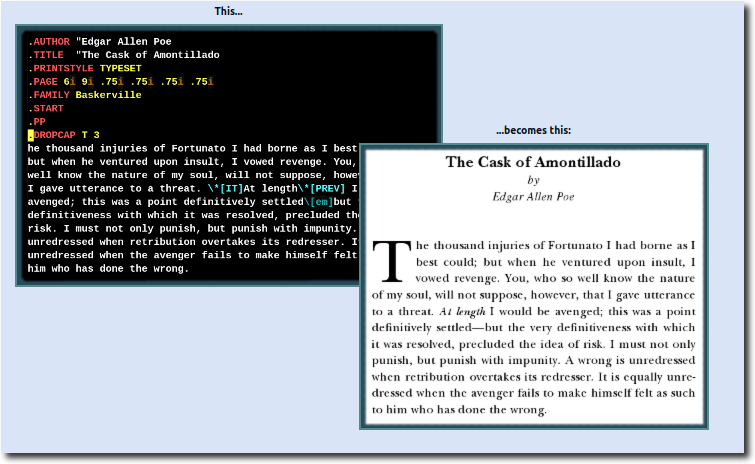 This...
.AUTHOR "Edgar Allen Poe
.TITLE  "The Cask of Amontillado
.PRINTSTYLE TYPESET
.PAGE 6i 9i .75i .75i .75i .75i
.FAMILY Baskerville
.START
.PP
.DROPCAP T 3
he thousand injuries of Fortunato I had borne as I best
but when he ventured upon insult, I vowed revenge. You,
well know the nature of my soul, will not suppose,
I gave utterance to a threat. \*[IT]At length\*[PREV] I
avenged; this was a point definitively settled\[em]but
definitiveness with which it was resolved, precluded
risk. I must not only punish, but punish with impunity.
unredressed when retribution overtakes its redresser.
unredressed when the avenger fails to make himself felt
him who has done the wrong.
...becomes this:
The Cask of Amontillado
by
Edgar Allen Poe
The thousand injuries of Fortunato I had borne as I
best could; but when he ventured upon insult, I
vowed revenge. You, who so well know the nature
of my soul, will not suppose, however, that I gave utterance
to a threat. At length I would be avenged; this was a point
definitively settled—but the very definitiveness with which
it was resolved, precluded the idea of risk. I must not only
punish, but punish with impunity. A wrong is unredressed
when retribution overtakes its redresser. It is equally unre-
dressed when the avenger fails to make himself felt as such
to him who has done the wrong.